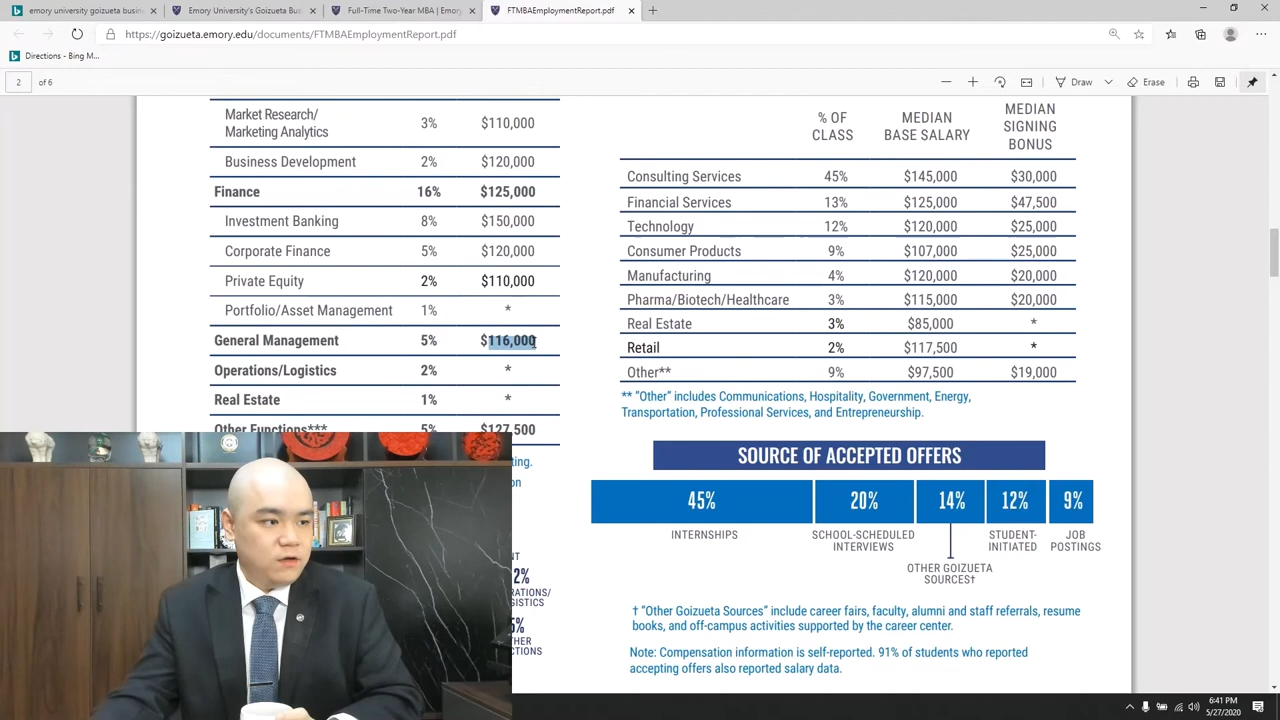 emory university goizueta busine
Emory University's Goizueta Busi
Full-Time Two-Year MBA | Emory
FTMBAEmploymentReport.pdf
https://goizueta.emory.edu/documents/FTMBAEmploymentReport.pdf
Directions - Bing M...
2 of 6
Draw
Erase
Market Research/
Marketing Analytics
3% $110,000
Business Development 2% $120,000
Finance 16% $125,000
Investment Banking 8% $150,000
Corporate Finance 5% $120,000
Private Equity 2% $110,000
Portfolio/Asset Management 1% *
General Management 5% $116,000
Operations/Logistics 2% *
Real Estate 1% *
Other Functions*** 5% $127,500
ting.
on
NT
2%
RATIONS/
GISTICS
5%
THER
CTIONS
% OF
CLASS
MEDIAN
BASE SALARY
MEDIAN
SIGNING
BONUS
Consulting Services 45% $145,000 $30,000
Financial Services 13% $125,000 $47,500
Technology 12% $120,000 $25,000
Consumer Products 9% $107,000 $25,000
Manufacturing 4% $120,000 $20,000
Pharma/Biotech/Healthcare 3% $115,000 $20,000
Real Estate 3% $85,000 *
Retail 2% $117,500 *
Other** 9% $97,500 $19,000
** “Other” includes Communications, Hospitality, Government, Energy,
Transportation, Professional Services, and Entrepreneurship.
SOURCE OF ACCEPTED OFFERS
45% 20% 14% 12% 9%
INTERNSHIPS
SCHOOL-SCHEDULED
INTERVIEWS
STUDENT-
INITIATED
JOB
POSTINGS
OTHER GOIZUETA
SOURCES†
† “Other Goizueta Sources” include career fairs, faculty, alumni and staff referrals, resume
books, and off-campus activities supported by the career center.
Note: Compensation information is self-reported. 91% of students who reported
accepting offers also reported salary data.
6:41 PM
5/27/2020